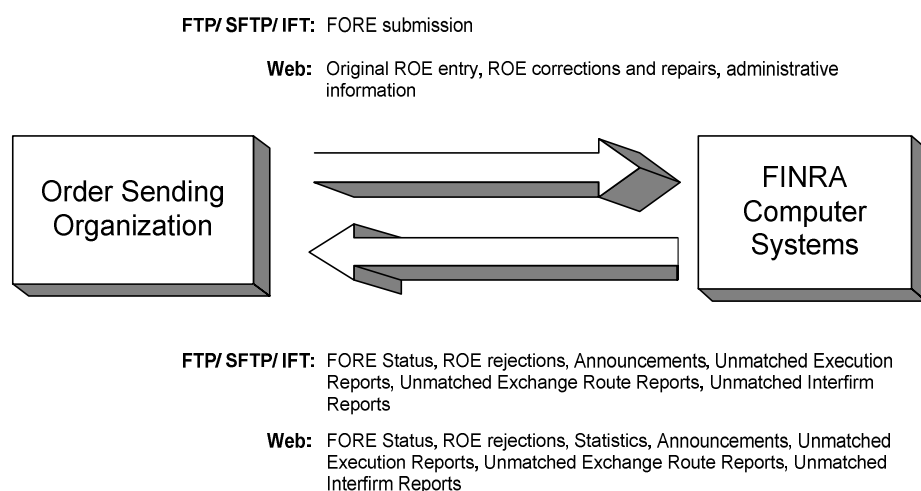 FTP/ SFTP/ IFT: FORE submission
Web: Original ROE entry, ROE corrections and repairs, administrative
information
Order Sending
Organization
FINRA
Computer
Systems
FTP/ SFTP/ IFT: FORE Status, ROE rejections, Announcements, Unmatched Execution
Reports, Unmatched Exchange Route Reports, Unmatched Interfirm
Reports
Web: FORE Status, ROE rejections, Statistics, Announcements, Unmatched
Execution Reports, Unmatched Exchange Route Reports, Unmatched
Interfirm Reports